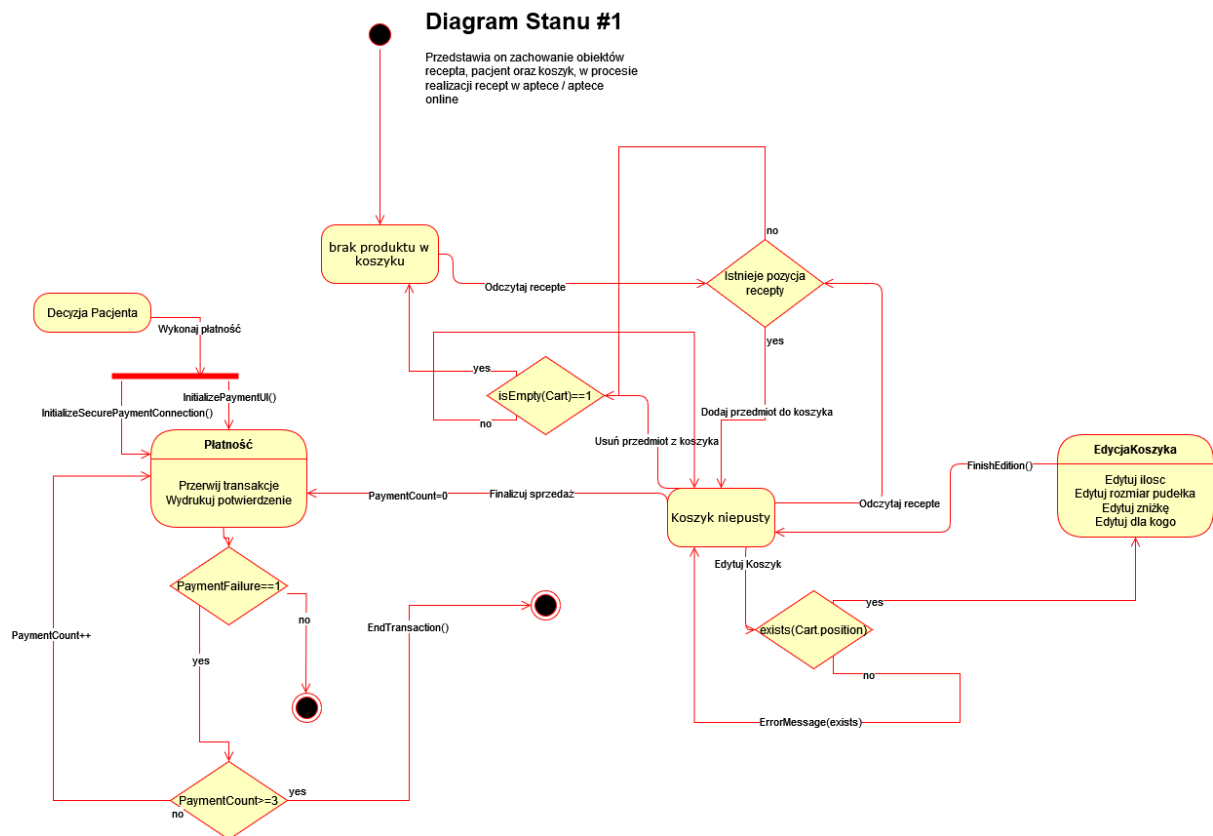 Diagram Stanu #1
Przedstawia on zachowanie obiektów
recepta, pacjent oraz koszyk, w procesie
realizacji recept w aptece / aptece
online
no
brak produktu w
koszyku
Istnieje pozycja
recepty
Odczytaj recepte
Decyzja Pacjenta
Wykonaj płatność
yes
yes
isEmpty(Cart)==1
InitializePaymentUI()
InitializeSecurePaymentConnection()
Dodaj przedmiot do koszyka
no
Usuń przedmiot z koszyka
Płatność
Przerwij transakcje
Wydrukuj potwierdzenie
EdycjaKoszyka
Edytuj ilosc
Edytuj rozmiar pudełka
Edytuj zniżkę
Edytuj dla kogo
FinishEdition()
PaymentCount=0
Finalizuj sprzedaż
Odczytaj recepte
Koszyk niepusty
Edytuj Koszyk
PaymentFailure==1
yes
no
exists(Cart.position)
EndTransaction()
PaymentCount++
yes
no
ErrorMessage(exists)
yes
PaymentCount>=3
no